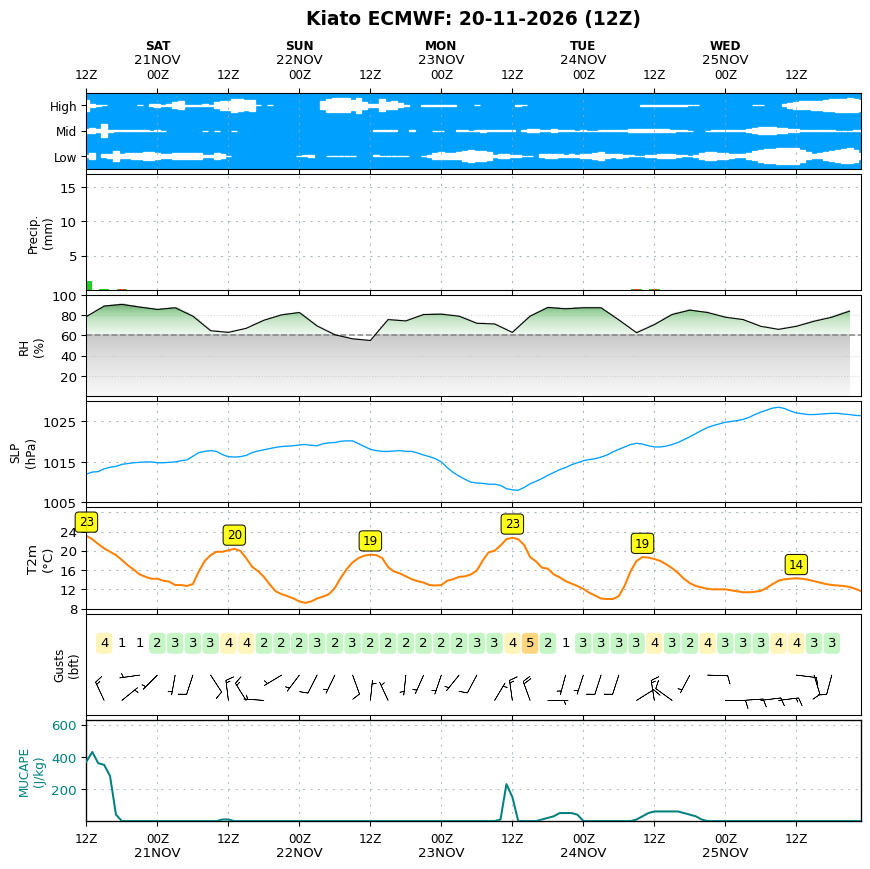 Kiato ECMWF: 20-11-2026 (12Z)
SAT SUN MON TUE WED
21NOV 22NOV 23NOV 24NOV 25NOV
12Z 00Z 12Z 00Z 12Z 00Z 12Z 00Z 12Z 00Z 12Z
High
Mid
Low
Precip.
(mm)
15
10
5
RH
(%)
100
80
60
40
20
SLP
(hPa)
1025
1015
1005
T2m
(°C)
24
20
16
12
8
23 20 19 23 19 14
Gusts
(bft)
4 1 1 2 3 3 3 4 4 2 2 2 3 2 3 2 2 2 2 2 2 3 3 4 5 2 1 3 3 3 3 4 3 2 4 3 3 3 4 4 3 3
MUCAPE
(J/kg)
600
400
200
12Z 00Z 12Z 00Z 12Z 00Z 12Z 00Z 12Z 00Z 12Z
21NOV 22NOV 23NOV 24NOV 25NOV